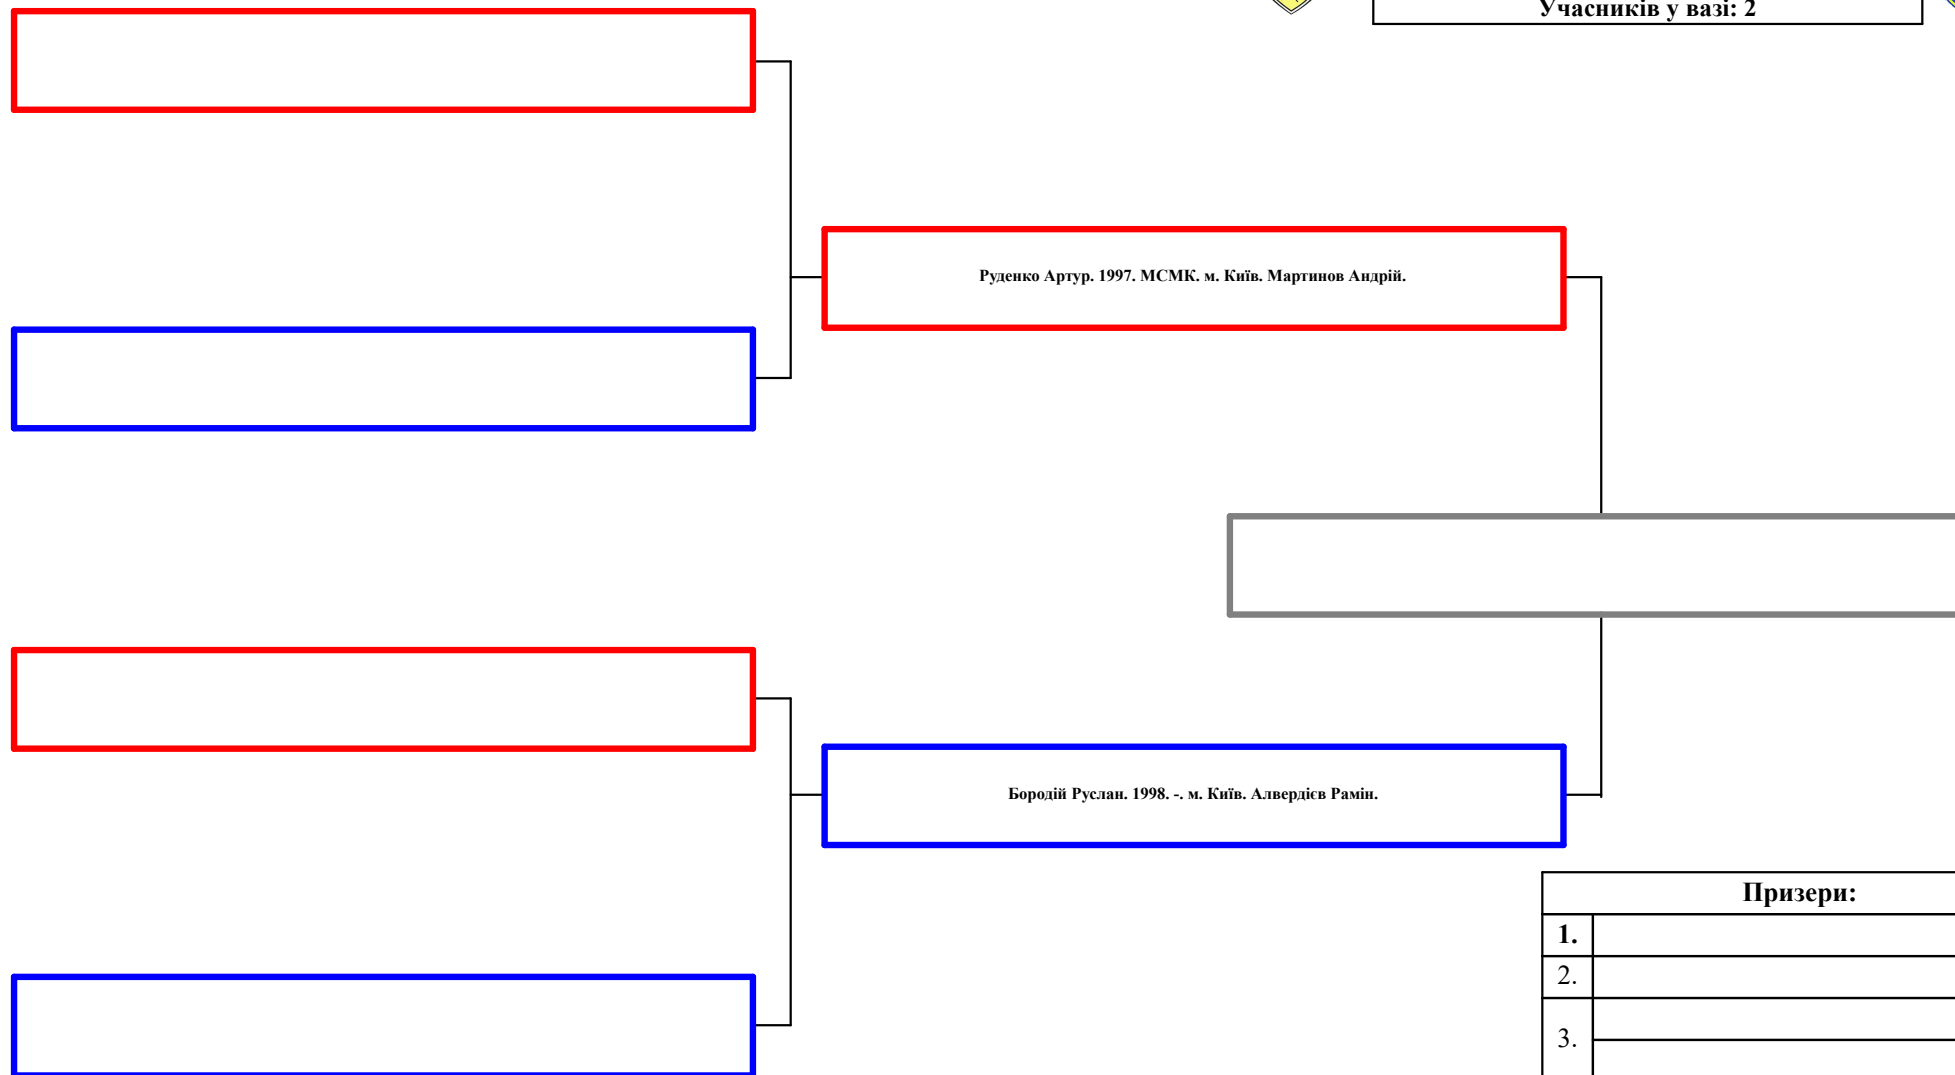 Учасників у вазі: 2
Руденко Артур. 1997. МСМК. м. Київ. Мартинов Андрій.
Бородій Руслан. 1998. -. м. Київ. Алвердієв Рамін.
Призери:
1.
2.
3.